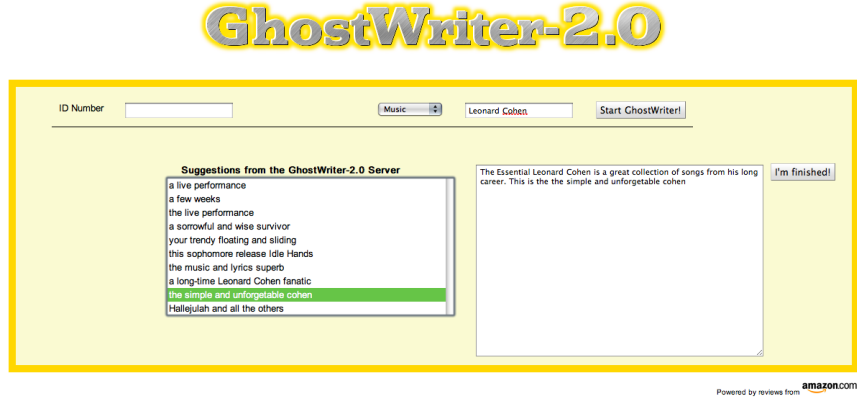 GhostWriter-2.0
ID Number
Music
Leonard Cohen
Start GhostWriter!
Suggestions from the GhostWriter-2.0 Server
a live performance
a few weeks
the live performance
a sorrowful and wise survivor
your trendy floating and sliding
this sophomore release Idle Hands
the music and lyrics superb
a long-time Leonard Cohen fanatic
the simple and unforgetable cohen
Hallejulah and all the others
The Essential Leonard Cohen is a great collection of songs from his long
career. This is the the simple and unforgetable cohen
I'm finished!
Powered by reviews from amazon.com